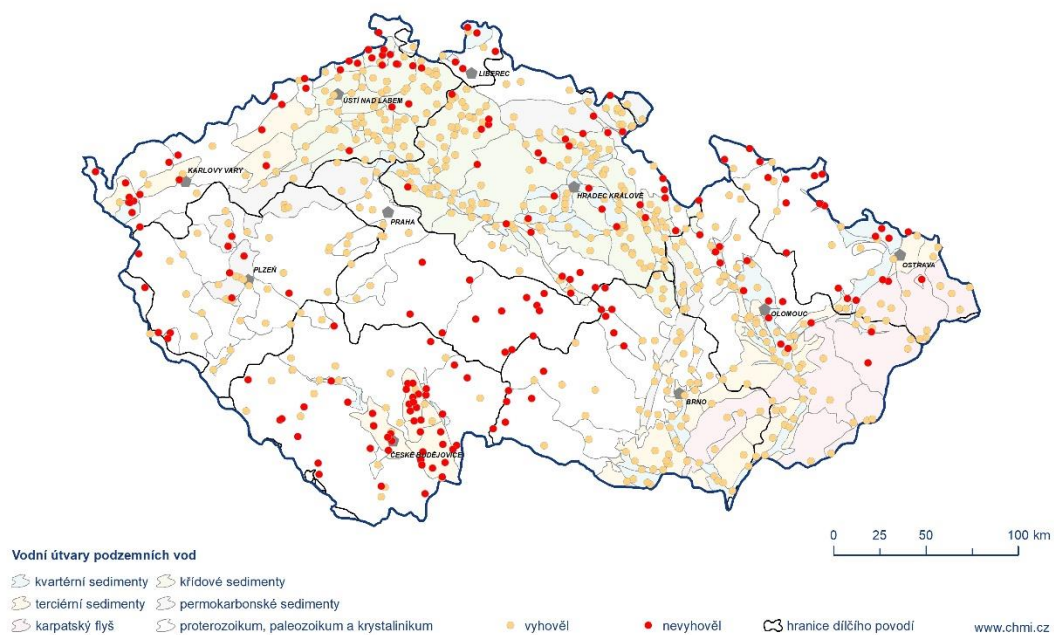 LIBEREC
ÚSTÍ NAD LABEM
KARLOVY VARY
HRADEC KRÁLOVÉ
PRAHA
PLZEŇ
OSTRAVA
OLOMOUC
BRNO
ČESKÉ BUDĚJOVICE
0 25 50 100 km
Vodní útvary podzemních vod
kvartérní sedimenty křídové sedimenty
terciérní sedimenty permokarbonské sedimenty
karpatský flyš proterozoikum, paleozoikum a krystalinikum vyhověl nevyhověl hranice dílčího povodí www.chmi.cz